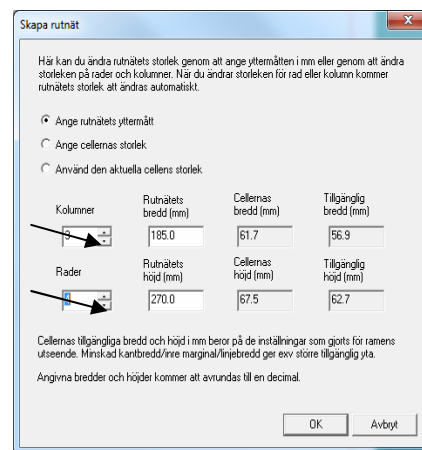 Skapa rutnät
Här kan du ändra rutnätets storlek genom att ange yttermåtten i mm eller genom att ändra
storleken på rader och kolumner. När du ändrar storleken för rad eller kolumn kommer
rutnätets storlek att ändras automatiskt.
Ange rutnätets yttermått
Ange cellernas storlek
Använd den aktuella cellens storlek
Kolumner Rutnätets bredd (mm) Cellernas bredd (mm) Tillgänglig bredd (mm)
3 185.0 61.7 56.9
Rader Rutnätets höjd (mm) Cellernas höjd (mm) Tillgänglig höjd (mm)
4 270.0 67.5 62.7
Cellernas tillgängliga bredd och höjd i mm beror på de inställningar som gjorts för ramens
utseende. Minskad kantbredd/inre marginal/linjebredd ger exv större tillgänglig yta.
Angivna bredder och höjder kommer att avrundas till en decimal.
OK Avbryt